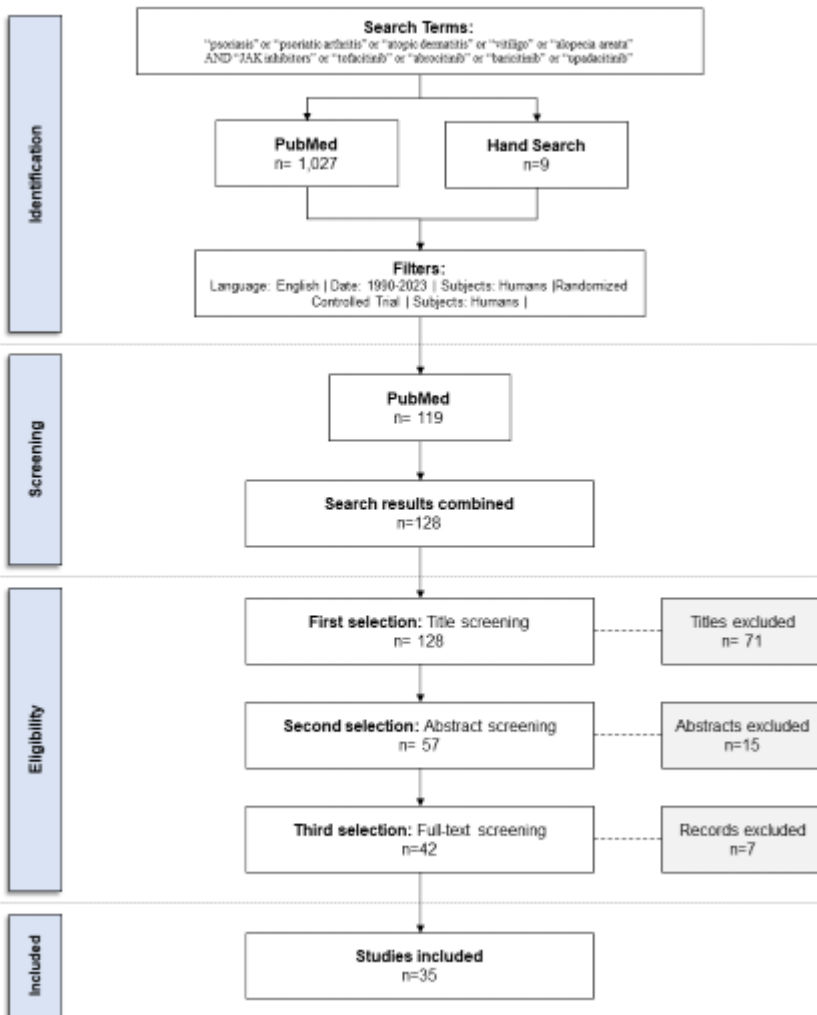 Search Terms:
"psoriasis" or "psoriatic arthritis" or "atopic dermatitis" or "vitiligo" or "alopecia areata"
AND "JAK inhibitors" or "tofacitinib" or "abrocitinib" or "baricitinib" or "upadacitinib"
Identification
PubMed
n= 1,027
Hand Search
n=9
Filters:
Language: English | Date: 1990-2023 | Subjects: Humans |Randomized
Controlled Trial | Subjects: Humans |
Screening
PubMed
n= 119
Search results combined
n=128
Eligibility
First selection: Title screening
n= 128
Titles excluded
n= 71
Second selection: Abstract screening
n= 57
Abstracts excluded
n=15
Third selection: Full-text screening
n=42
Records excluded
n=7
Included
Studies included
n=35